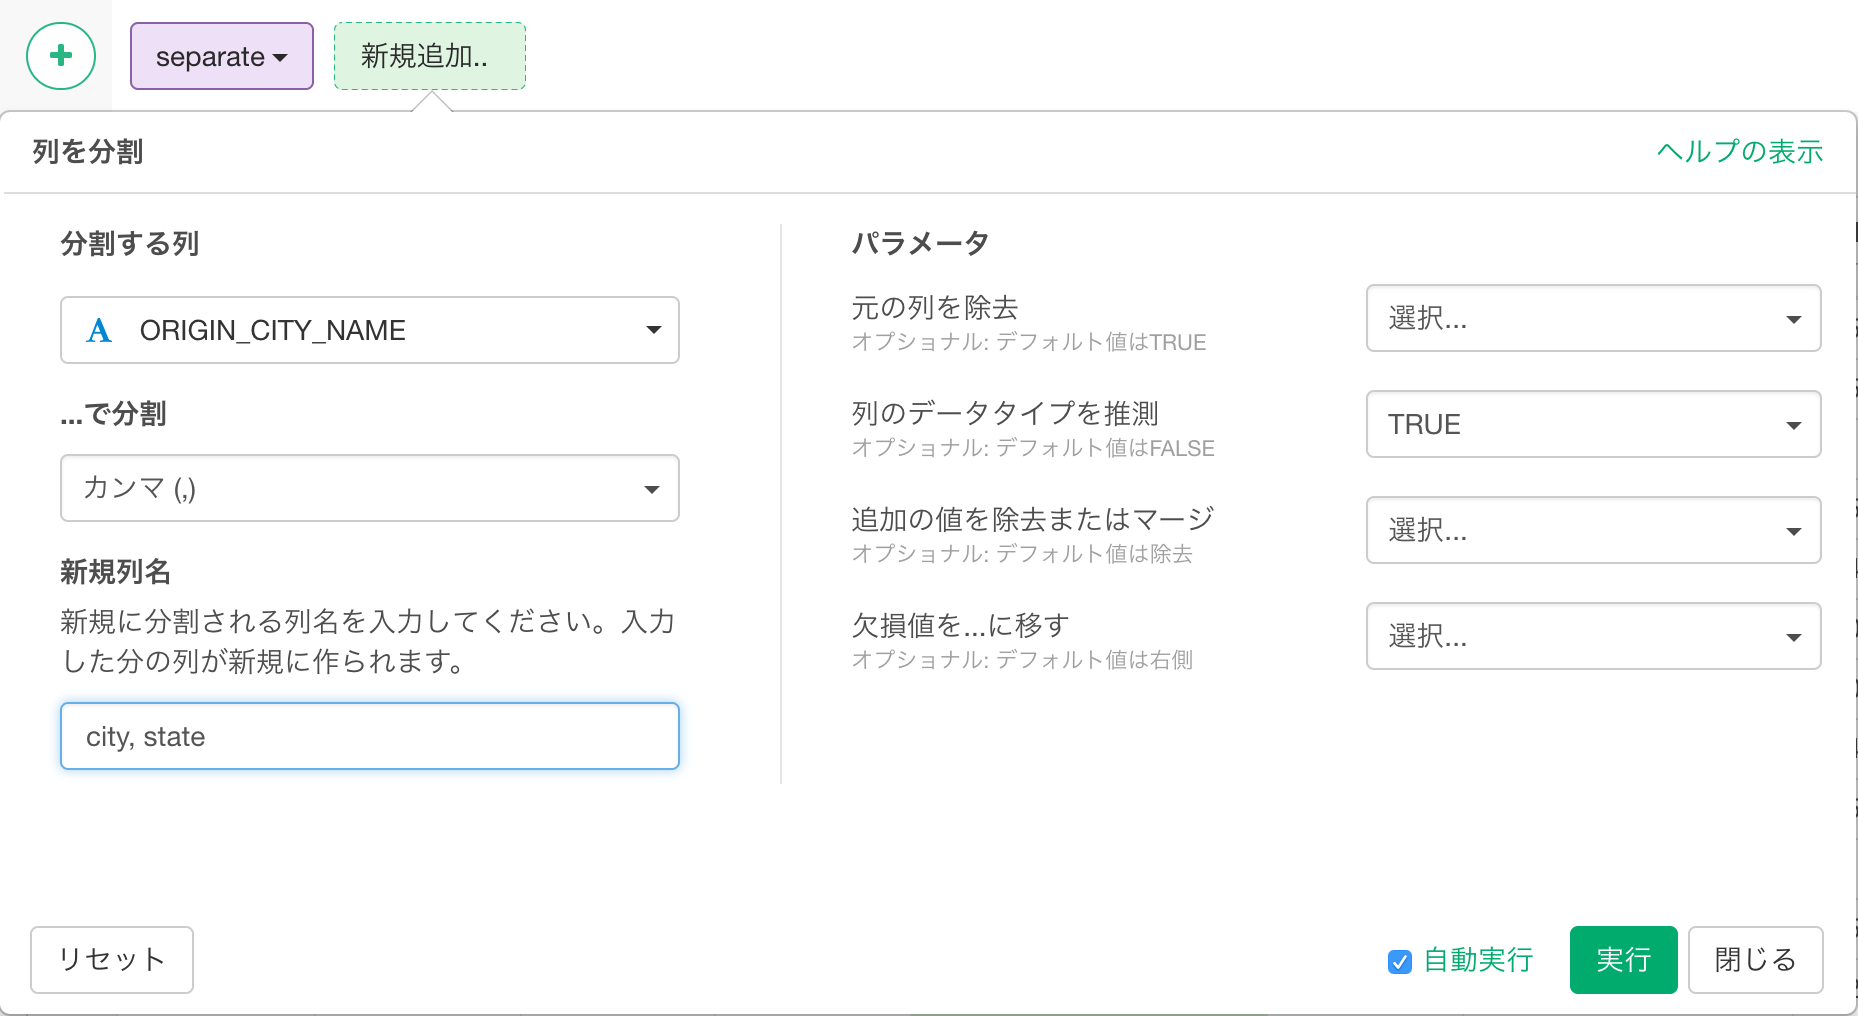 separate
新規追加..
列を分割
ヘルプの表示
分割する列
A ORIGIN_CITY_NAME
...で分割
カンマ (,)
新規列名
新規に分割される列名を入力してください。入力
した分の列が新規に作られます。
city, state
パラメータ
元の列を除去
オプショナル: デフォルト値はTRUE
選択...
列のデータタイプを推測
オプショナル: デフォルト値はFALSE
TRUE
追加の値を除去またはマージ
オプショナル: デフォルト値は除去
選択...
欠損値を...に移す
オプショナル: デフォルト値は右側
選択...
リセット
自動実行
実行
閉じる